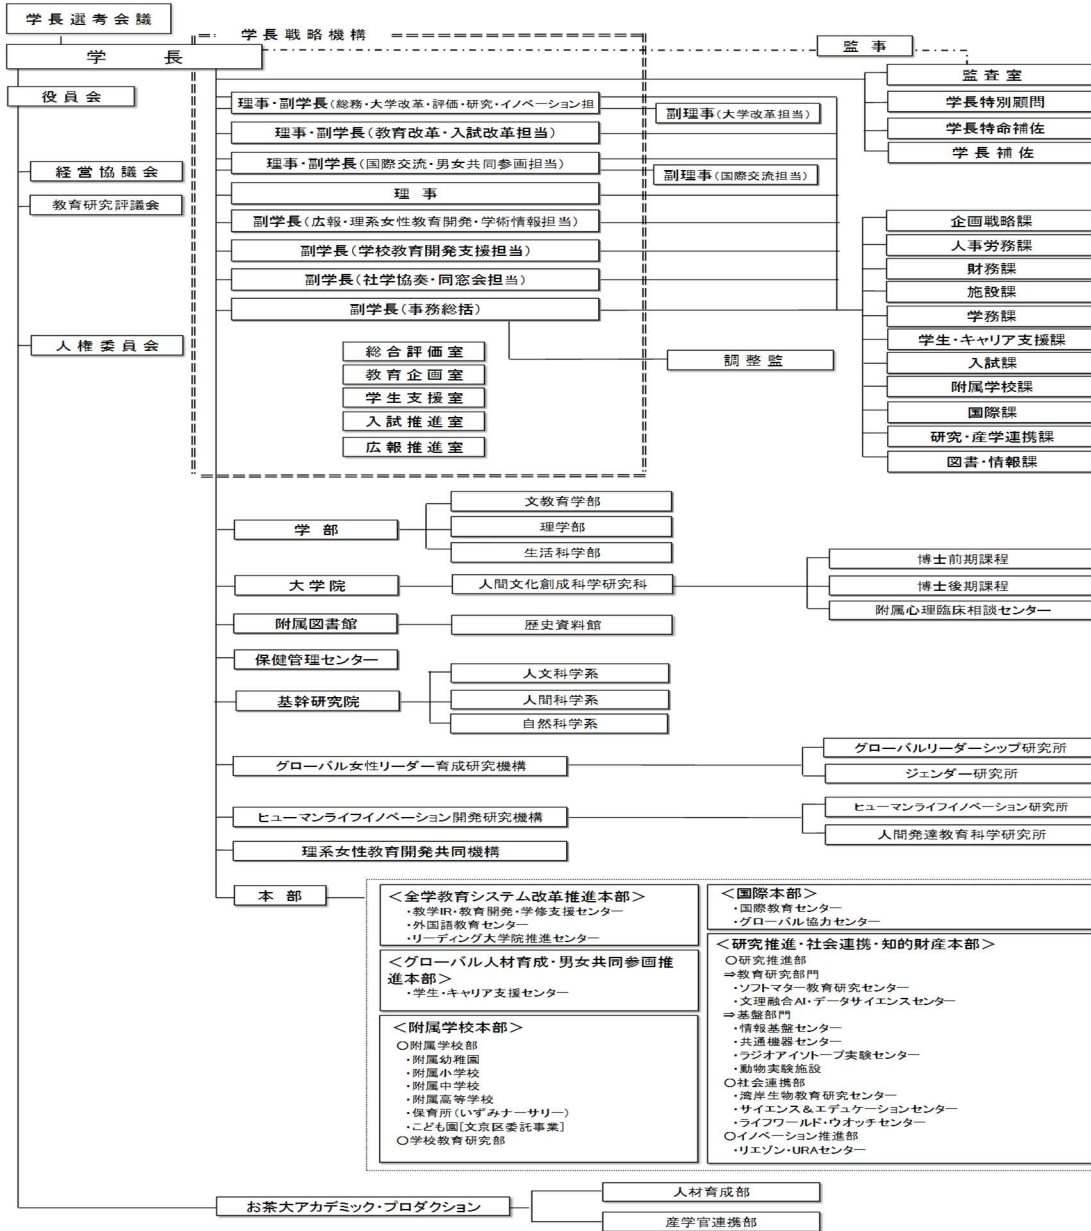 学長選考会議
学長戦略機構
学 長
監 事
役員会
監査室
学長特別顧問
学長特命補佐
学長補佐
理事・副学長(総務・大学改革・評価・研究・イノベーション担
副理事(大学改革担当)
理事・副学長(教育改革・入試改革担当)
理事・副学長(国際交流・男女共同参画担当)
副理事(国際交流担当)
理 事
副学長(広報・理系女性教育開発・学術情報担当)
副学長(学校教育開発支援担当)
副学長(社学協奏・同窓会担当)
副学長(事務総括)
経営協議会
教育研究評議会
人権委員会
総合評価室
教育企画室
学生支援室
入試推進室
広報推進室
調整監
企画戦略課
人事労務課
財務課
施設課
学務課
学生・キャリア支援課
入試課
附属学校課
国際課
研究・産学連携課
図書・情報課
学 部
文教育学部
理学部
生活科学部
大学院
人間文化創成科学研究科
博士前期課程
博士後期課程
附属心理臨床相談センター
附属図書館
歴史資料館
保健管理センター
基幹研究院
人文科学系
人間科学系
自然科学系
グローバル女性リーダー育成研究機構
グローバルリーダーシップ研究所
ジェンダー研究所
ヒューマンライフイノベーション開発研究機構
ヒューマンライフイノベーション研究所
人間発達教育科学研究所
理系女性教育開発共同機構
本 部
<全学教育システム改革推進本部>
・教学IR・教育開発・学修支援センター
・外国語教育センター
・リーディング大学院推進センター
<グローバル人材育成・男女共同参画推
進本部>
・学生・キャリア支援センター
<附属学校本部>
○附属学校部
・附属幼稚園
・附属小学校
・附属中学校
・附属高等学校
・保育所(いずみナーサリー)
・こども園[文京区委託事業]
○学校教育研究部
<国際本部>
・国際教育センター
・グローバル協力センター
<研究推進・社会連携・知的財産本部>
○研究推進部
⇒教育研究部門
・ソフトマター教育研究センター
・文理融合AI・データサイエンスセンター
⇒基盤部門
・情報基盤センター
・共通機器センター
・ラジオアイソトープ実験センター
・動物実験施設
○社会連携部
・湾岸生物教育研究センター
・サイエンス&エデュケーションセンター
・ライフワールド・ウオッチセンター
○イノベーション推進部
・リエゾン・URAセンター
お茶大アカデミック・プロダクション
人材育成部
産学官連携部